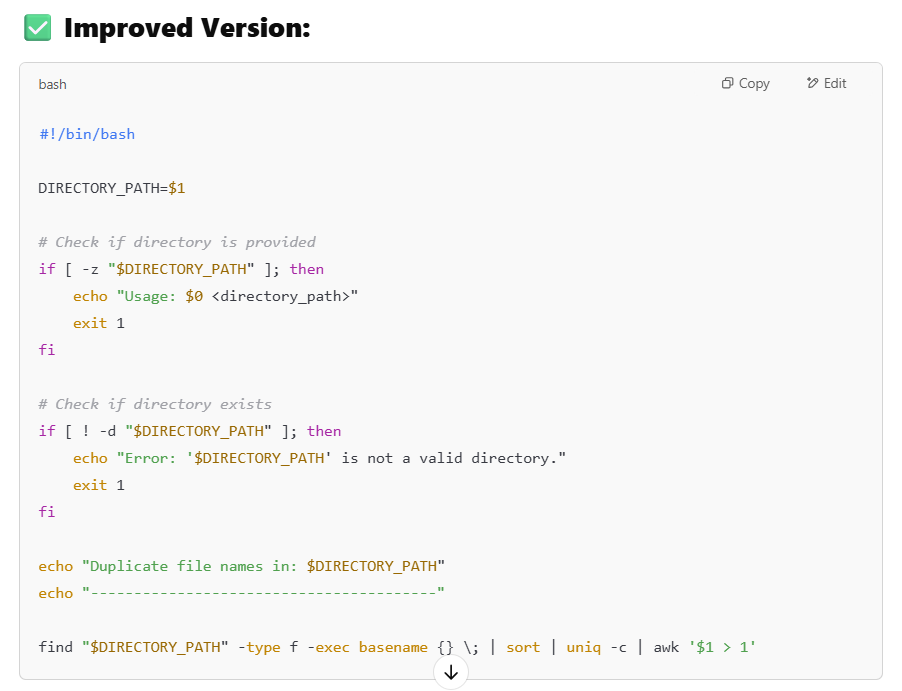 ✅ Improved Version:
bash
Copy
Edit
#!/bin/bash
DIRECTORY_PATH=$1
# Check if directory is provided
if [ -z "$DIRECTORY_PATH" ]; then
    echo "Usage: $0 <directory_path>"
    exit 1
fi
# Check if directory exists
if [ ! -d "$DIRECTORY_PATH" ]; then
    echo "Error: '$DIRECTORY_PATH' is not a valid directory."
    exit 1
fi
echo "Duplicate file names in: $DIRECTORY_PATH"
echo "----------------------------------------"
find "$DIRECTORY_PATH" -type f -exec basename {} \; | sort | uniq -c | awk '$1 > 1'